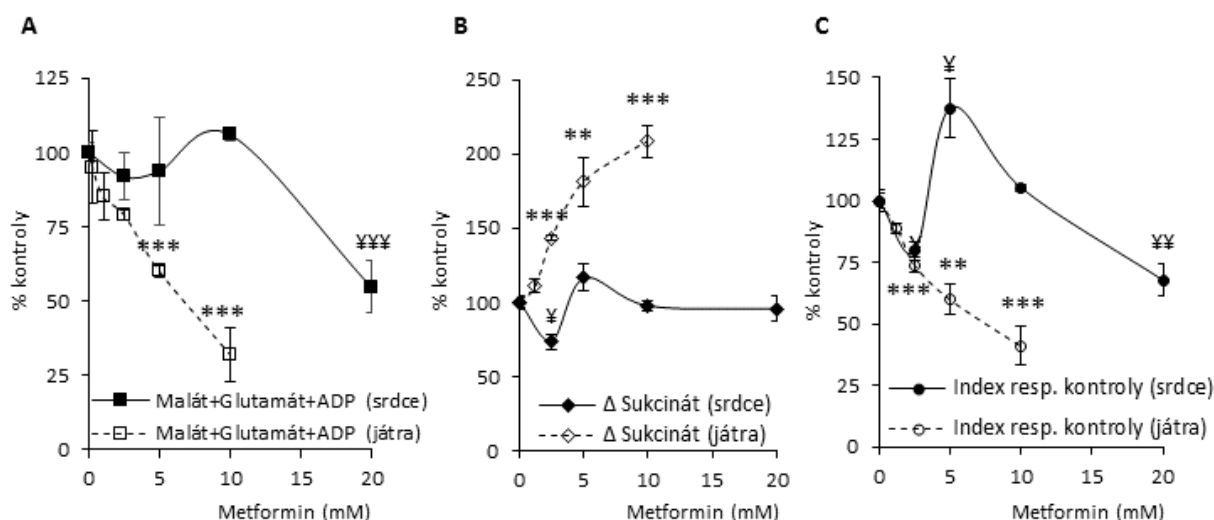 A
% kontroly
125
100
75
50
25
0
***
***
¥¥¥
Malát+Glutamát+ADP (srdce)
Malát+Glutamát+ADP (játra)
0 5 10 15 20
Metformin (mM)
B
% kontroly
250
200
150
100
50
0
***
**
***
¥
Δ Sukcinát (srdce)
Δ Sukcinát (játra)
0 5 10 15 20
Metformin (mM)
C
% kontroly
150
125
100
75
50
25
0
¥
¥
***
**
***
¥¥
Index resp. kontroly (srdce)
Index resp. kontroly (játra)
0 5 10 15 20
Metformin (mM)